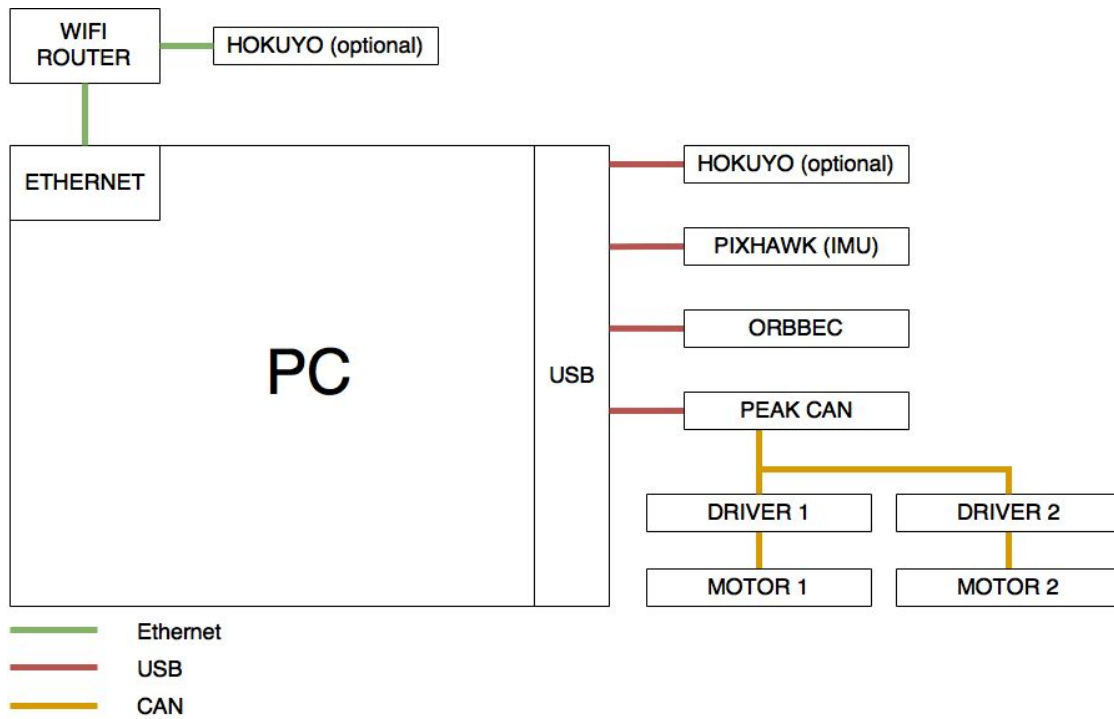 WIFI
ROUTER
HOKUYO (optional)
ETHERNET
PC
USB
HOKUYO (optional)
PIXHAWK (IMU)
ORBBEC
PEAK CAN
DRIVER 1
DRIVER 2
MOTOR 1
MOTOR 2
Ethernet
USB
CAN